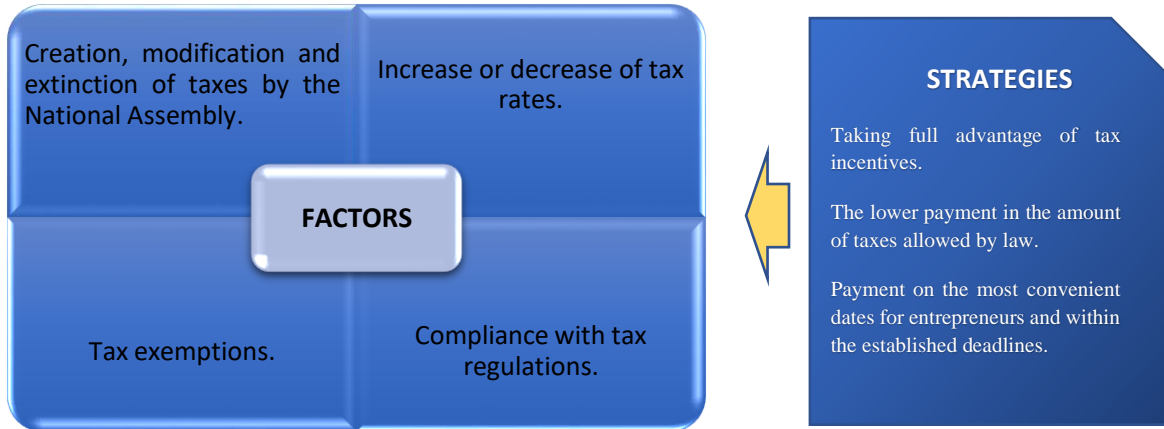 Creation, modification and
extinction of taxes by the
National Assembly.
Increase or decrease of tax
rates.
FACTORS
Tax exemptions.
Compliance with tax
regulations.
STRATEGIES
Taking full advantage of tax
incentives.
The lower payment in the amount
of taxes allowed by law.
Payment on the most convenient
dates for entrepreneurs and within
the established deadlines.